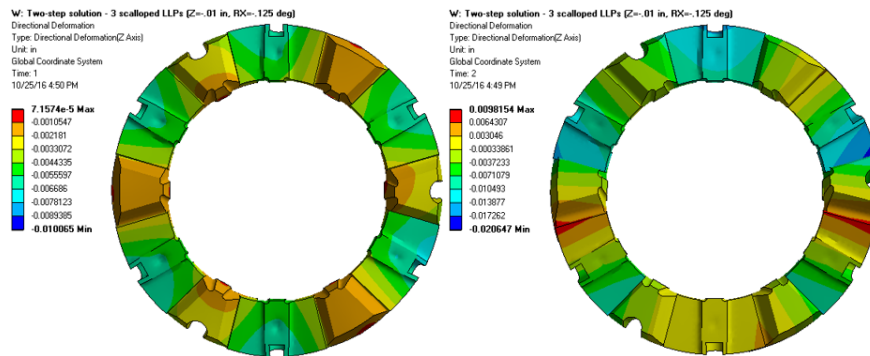 W: Two-step solution - 3 scalloped LLPs (Z=-.01 in, RX=-.125 deg)
Directional Deformation
Type: Directional Deformation(Z Axis)
Unit: in
Global Coordinate System
Time: 1
10/25/16 4:50 PM
7.1574e-5 Max
-0.0010547
-0.002181
-0.0033072
-0.0044335
-0.0055597
-0.006686
-0.0078123
-0.0089385
-0.010065 Min
W: Two-step solution - 3 scalloped LLPs (Z=-.01 in, RX=-.125 deg)
Directional Deformation
Type: Directional Deformation(Z Axis)
Unit: in
Global Coordinate System
Time: 2
10/25/16 4:49 PM
0.0098154 Max
0.0064307
0.003046
-0.00033861
-0.0037233
-0.0071079
-0.010493
-0.013877
-0.017262
-0.020647 Min